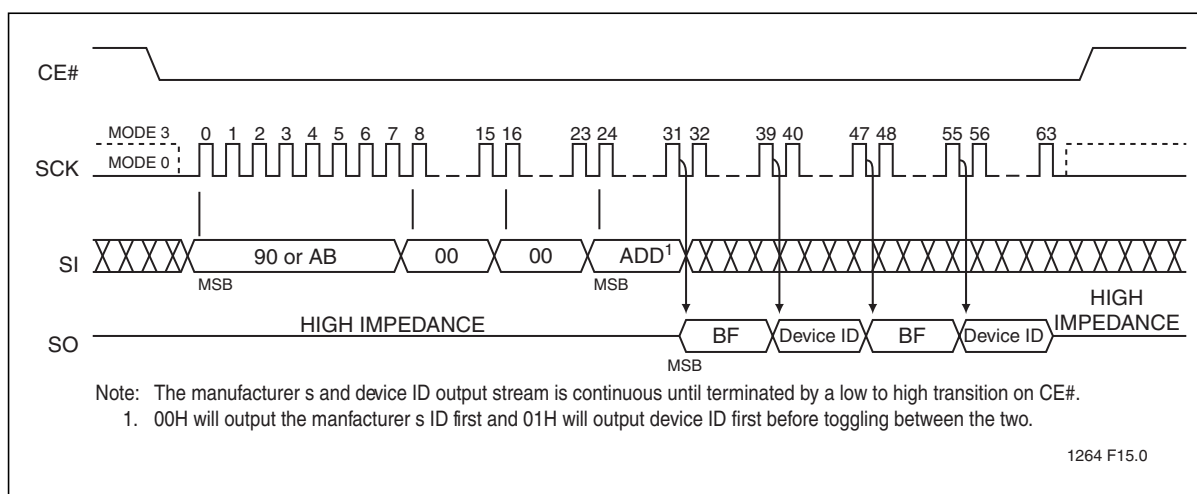 CE#
MODE 3 0 1 2 3 4 5 6 7 8 15 16 23 24 31 32 39 40 47 48 55 56 63
SCK MODE 0
SI 90 or AB 00 00 ADD1
MSB MSB
HIGH IMPEDANCE
SO HIGH IMPEDANCE BF Device ID BF Device ID
MSB
Note: The manufacturer s and device ID output stream is continuous until terminated by a low to high transition on CE#.
1. 00H will output the manfacturer s ID first and 01H will output device ID first before toggling between the two.
1264 F15.0